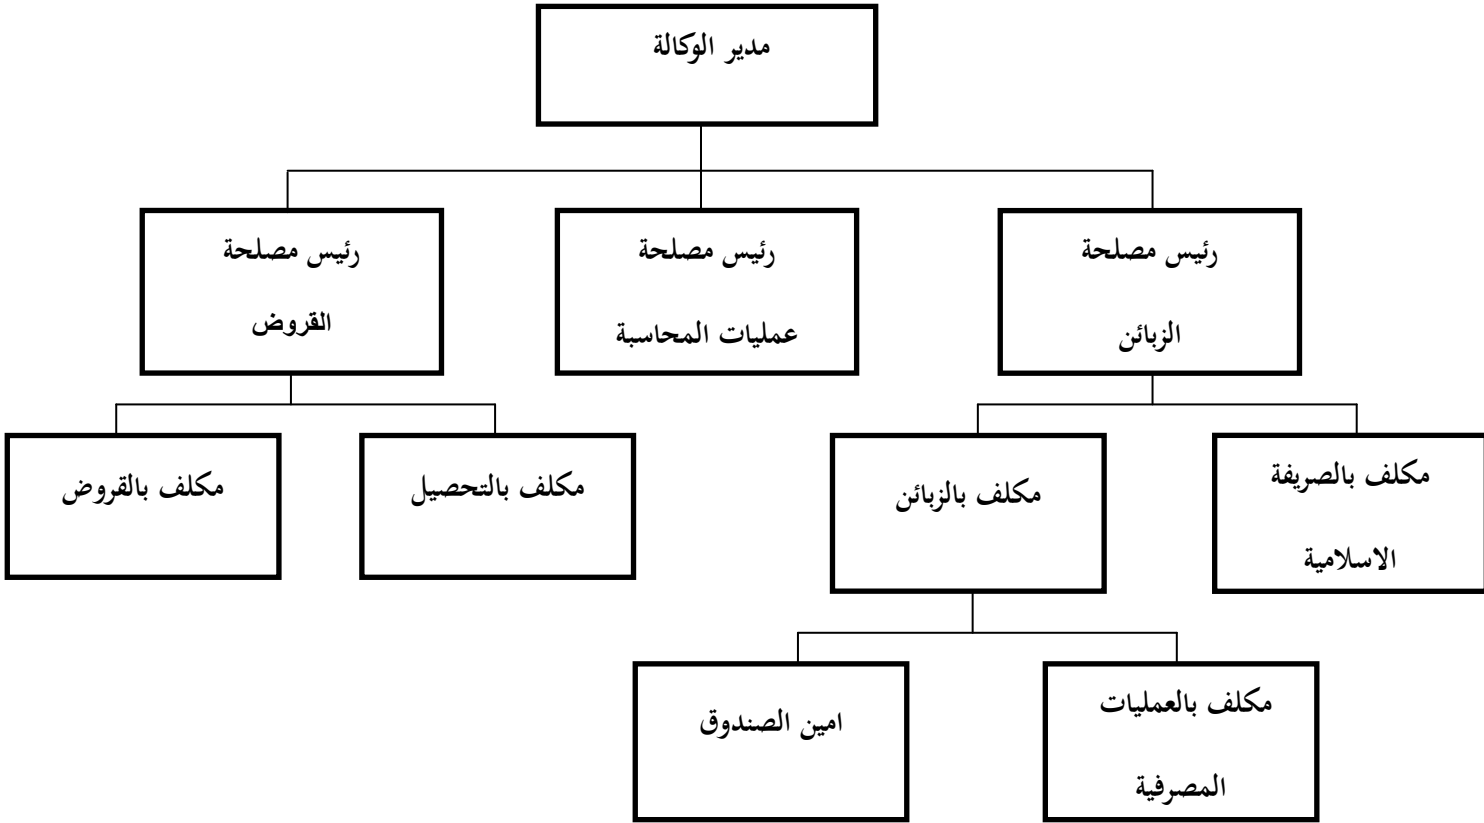 مدير الوكالة
رئيس مصلحة
الزبائن
رئيس مصلحة
عمليات المحاسبة
رئيس مصلحة
القروض
مكلف بالصريفة
الاسلامية
مكلف بالزبائن
مكلف بالتحصيل
مكلف بالقروض
مكلف بالعمليات
المصرفية
امين الصندوق